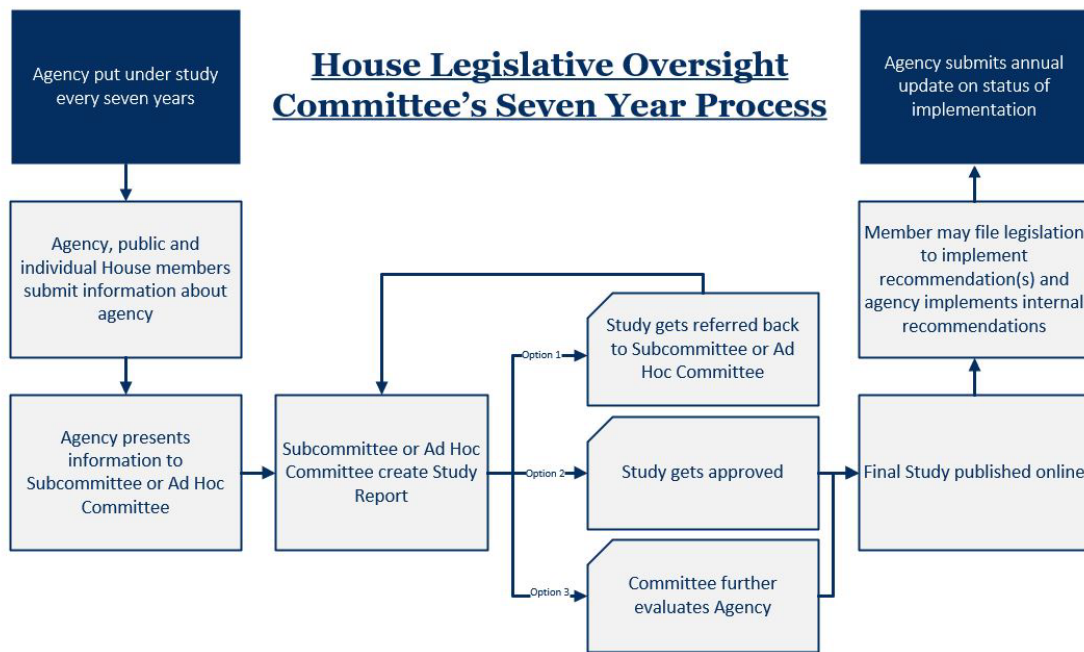 House Legislative Oversight
Committee's Seven Year Process
Agency put under study
every seven years
Agency, public and
individual House members
submit information about
agency
Agency presents
information to
Subcommittee or Ad Hoc
Committee
Subcommittee or Ad Hoc
Committee create Study
Report
Option 1
Study gets referred back
to Subcommittee or Ad
Hoc Committee
Option 2
Study gets approved
Option 3
Committee further
evaluates Agency
Final Study published online
Member may file legislation
to implement
recommendation(s) and
agency implements internal
recommendations
Agency submits annual
update on status of
implementation